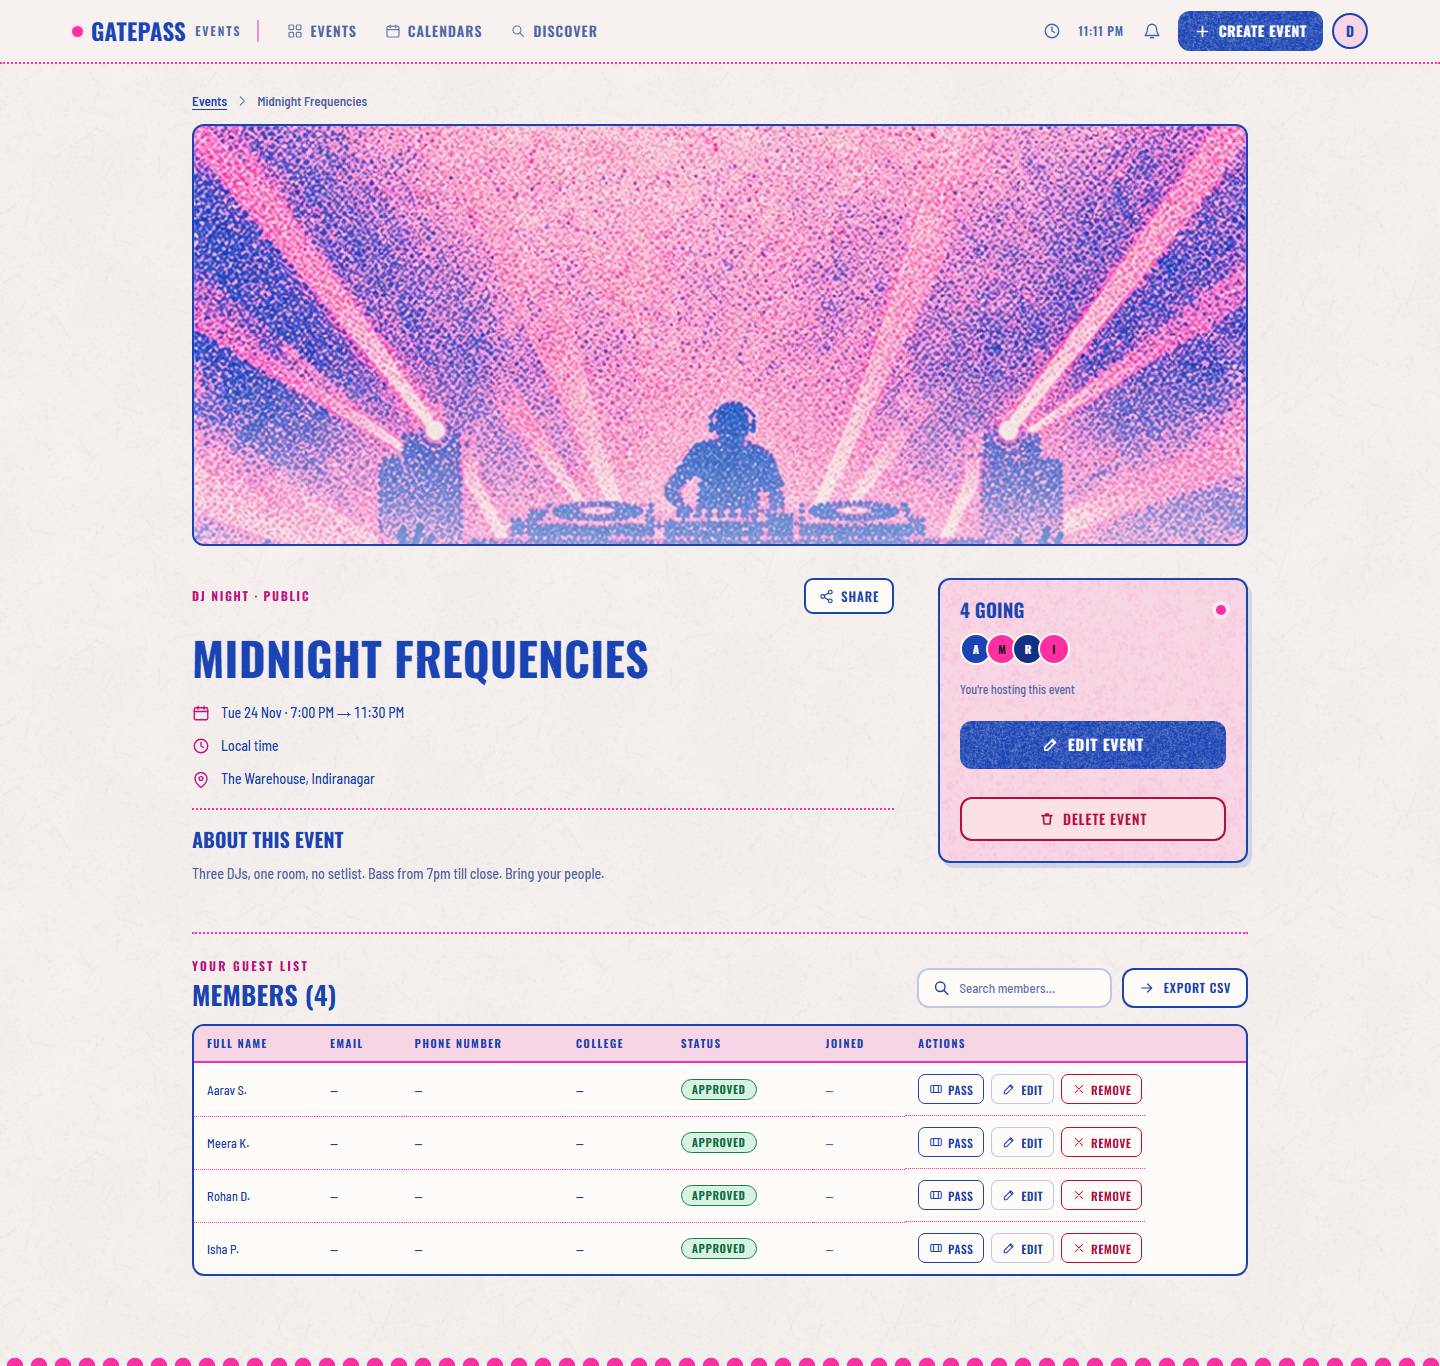 GATEPASS EVENTS EVENTS CALENDARS DISCOVER 11:11 PM CREATE EVENT D
Events > Midnight Frequencies
DJ NIGHT · PUBLIC
SHARE
MIDNIGHT FREQUENCIES
Tue 24 Nov · 7:00 PM → 11:30 PM
Local time
The Warehouse, Indiranagar
ABOUT THIS EVENT
Three DJs, one room, no setlist. Bass from 7pm till close. Bring your people.
4 GOING
A M R I
You're hosting this event
EDIT EVENT
DELETE EVENT
YOUR GUEST LIST
MEMBERS (4)
Search members...
EXPORT CSV
FULL NAME EMAIL PHONE NUMBER COLLEGE STATUS JOINED ACTIONS
Aarav S. — — — APPROVED — PASS EDIT REMOVE
Meera K. — — — APPROVED — PASS EDIT REMOVE
Rohan D. — — — APPROVED — PASS EDIT REMOVE
Isha P. — — — APPROVED — PASS EDIT REMOVE